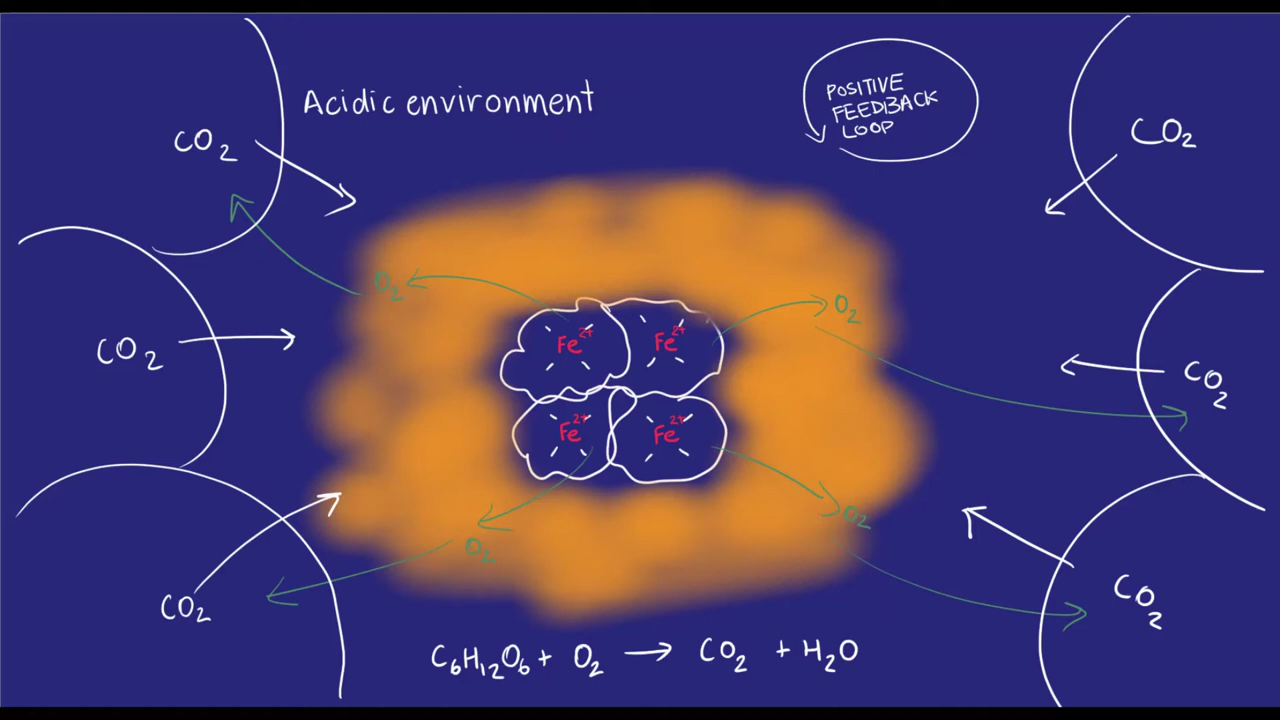 Acidic environment
POSITIVE
FEEDBACK
LOOP
CO₂
CO₂
O₂
O₂
Fe²⁺
Fe²⁺
CO₂
CO₂
Fe²⁺
Fe²⁺
O₂
O₂
CO₂
CO₂
C₆H₁₂O₆ + O₂ → CO₂ + H₂O